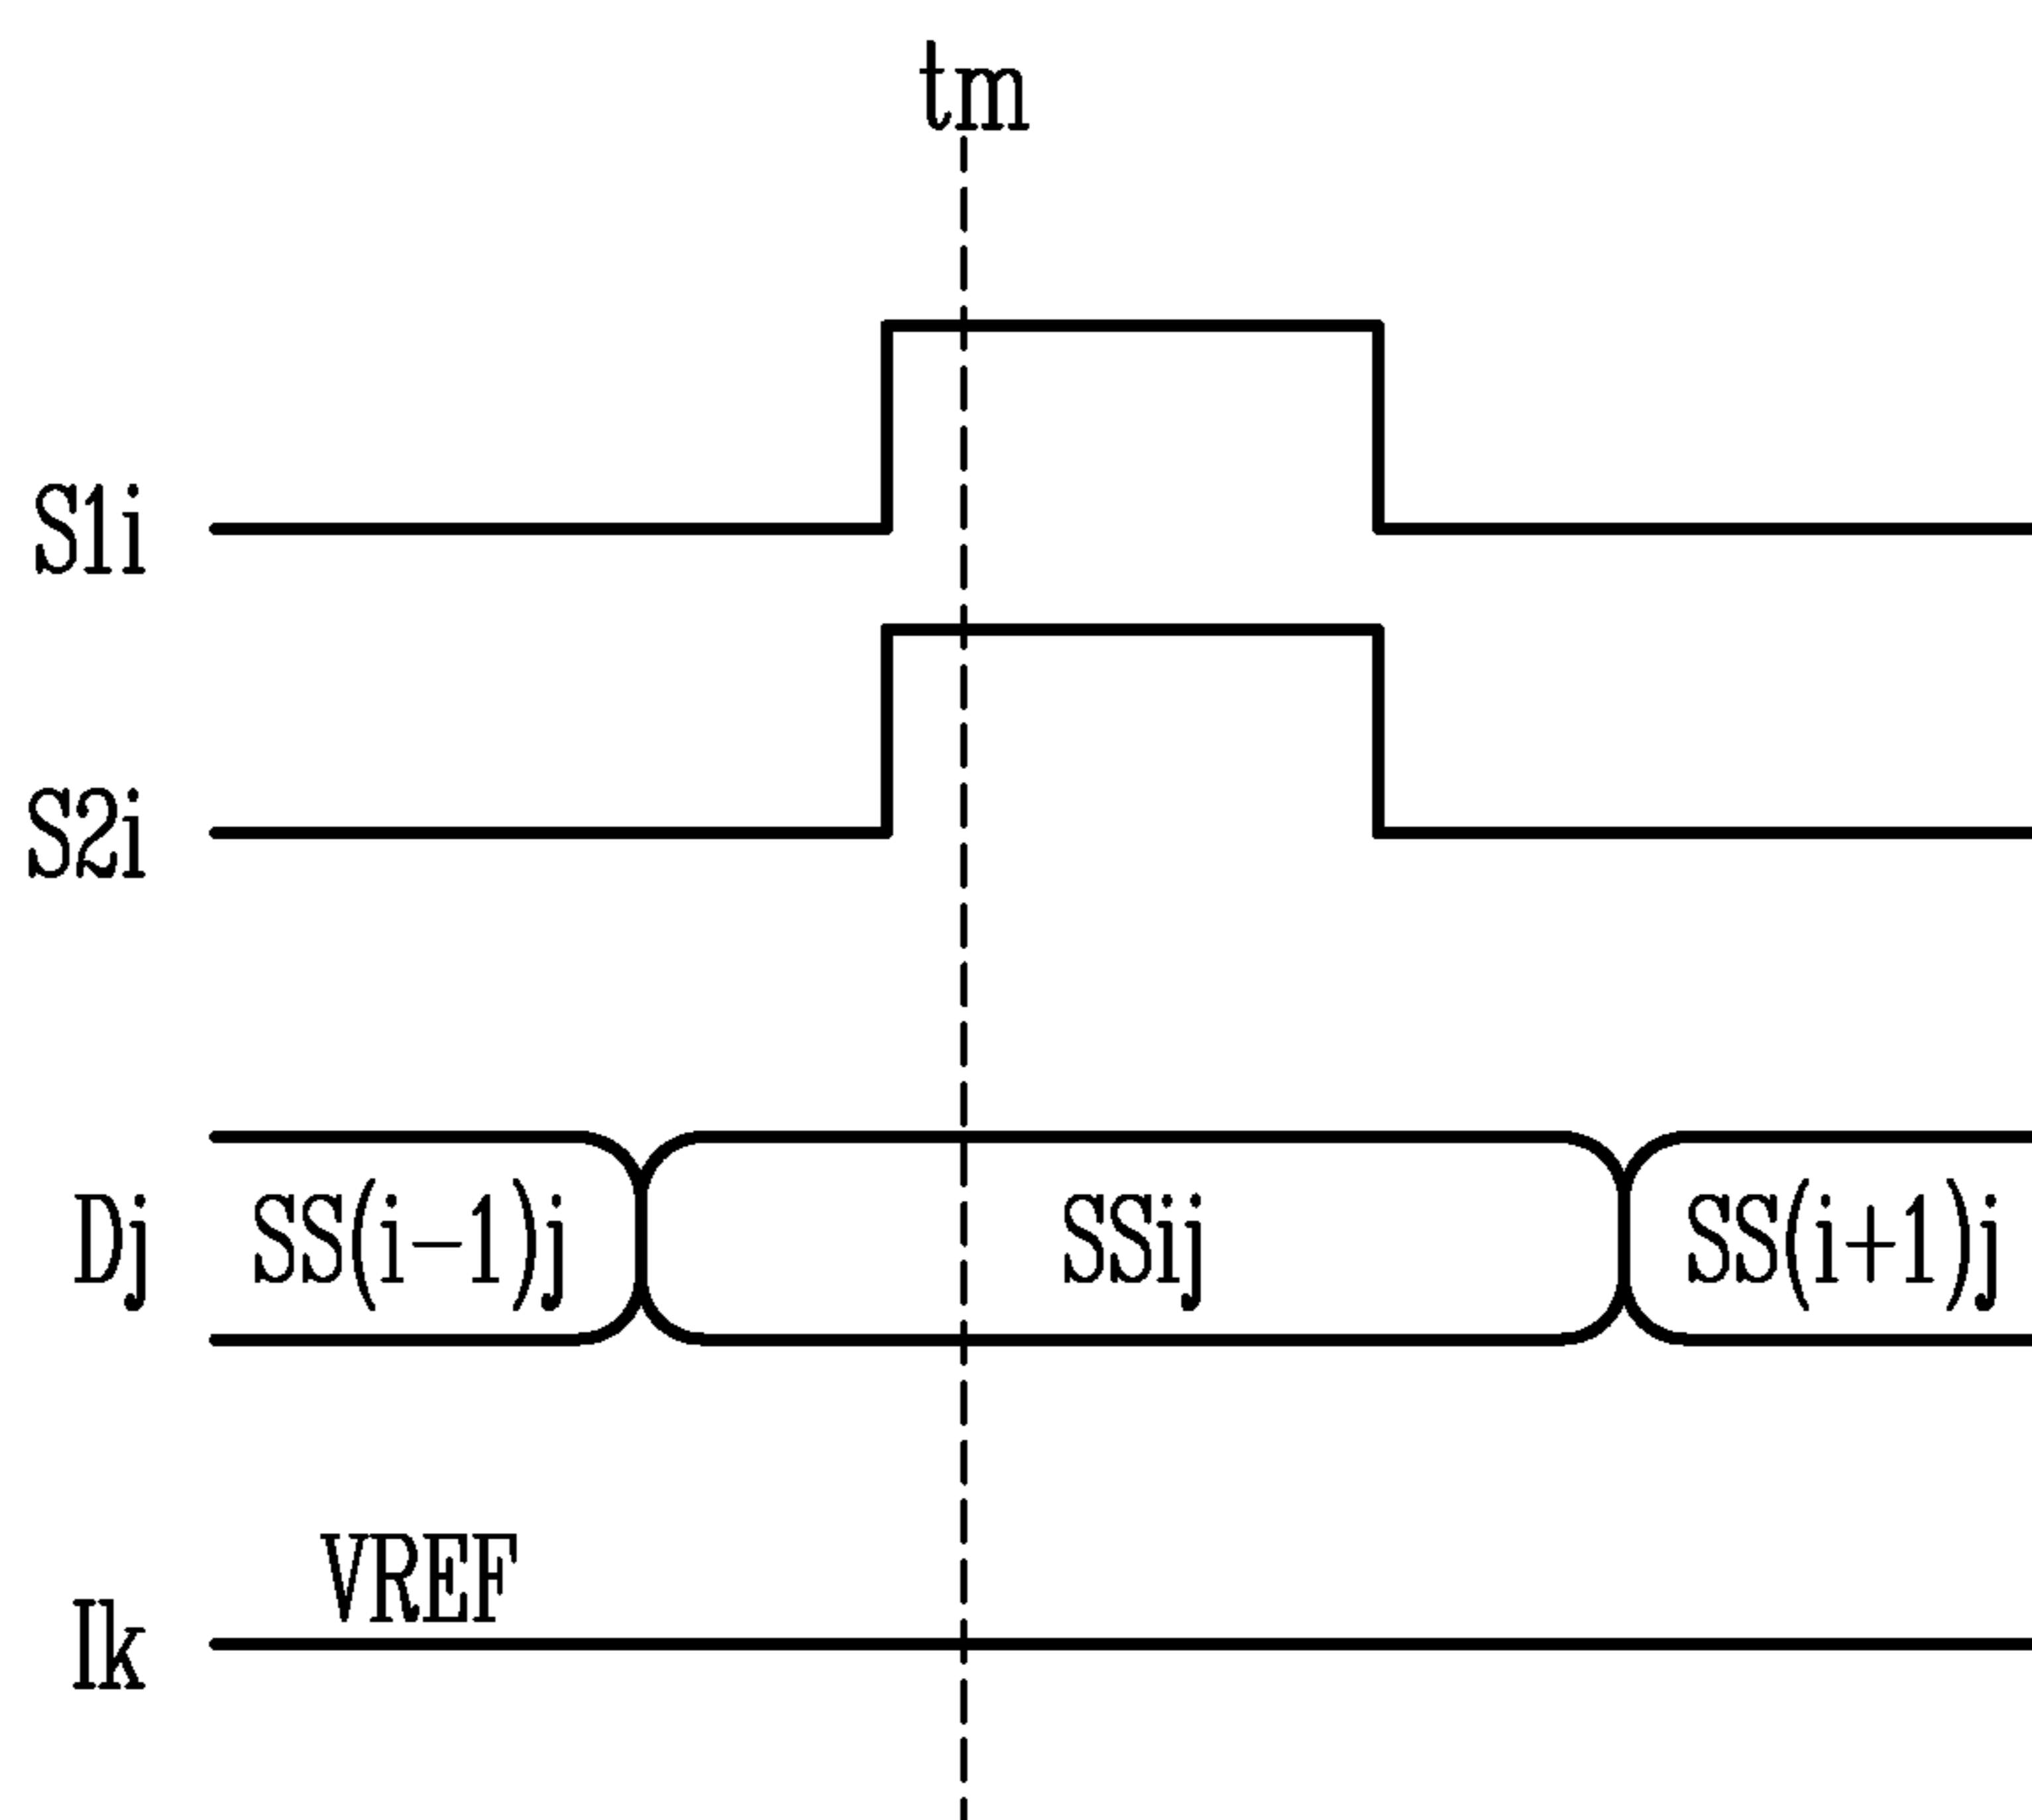 tm
S1i
S2i
Dj SS(i−1)j SSij SS(i+1)j
VREF
Ik